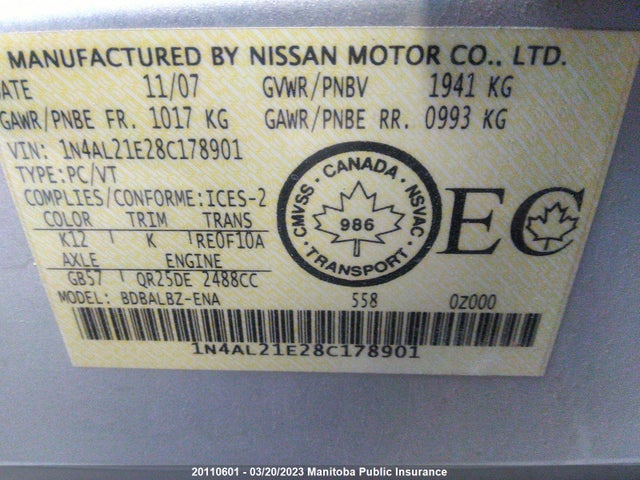 MANUFACTURED BY NISSAN MOTOR CO., LTD.
ATE 11/07 GVWR/PNBV 1941 KG
GAWR/PNBE FR. 1017 KG GAWR/PNBE RR. 0993 KG
VIN: 1N4AL21E28C178901
TYPE:PC/VT
COMPLIES/CONFORME:ICES-2
COLOR TRIM TRANS
K12 K RE0F10A
AXLE ENGINE
GB57 QR25DE 2488CC
MODEL: BDBALBZ-ENA 558 0Z000
CMVSS · CANADA · NSVAC
986
· TRANSPORT ·
EC
1N4AL21E28C178901
20110601 - 03/20/2023 Manitoba Public Insurance